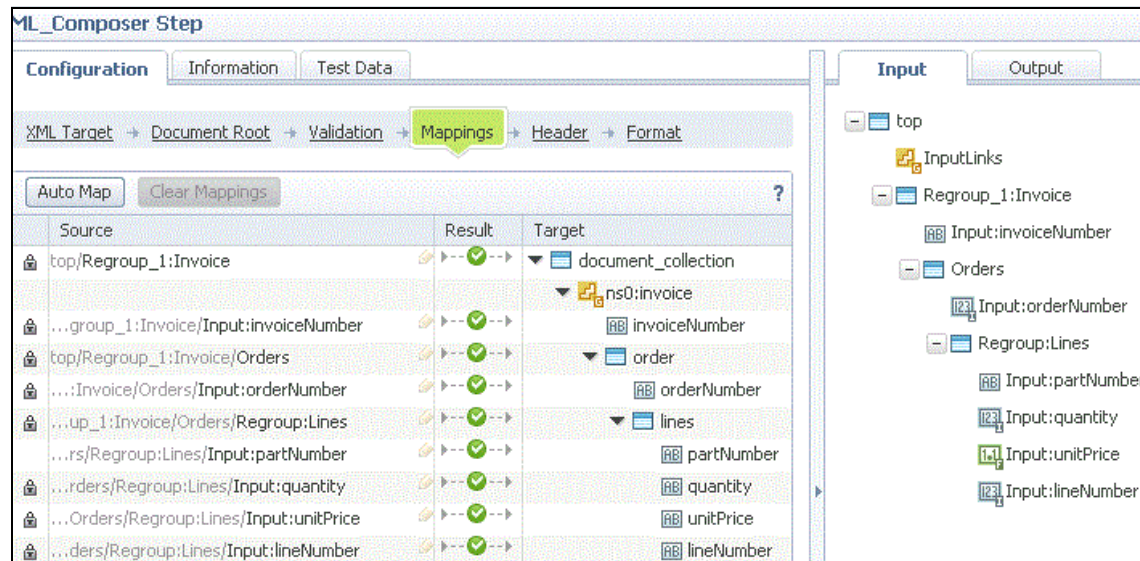 ML_Composer Step
Configuration Information Test Data
XML Target Document Root Validation Mappings Header Format
Auto Map Clear Mappings ?
Source Result Target
top/Regroup_1:Invoice document_collection
ns0:invoice
...group_1:Invoice/Input:invoiceNumber invoiceNumber
top/Regroup_1:Invoice/Orders order
...:Invoice/Orders/Input:orderNumber orderNumber
...up_1:Invoice/Orders/Regroup:Lines lines
...rs/Regroup:Lines/Input:partNumber partNumber
...rders/Regroup:Lines/Input:quantity quantity
...Orders/Regroup:Lines/Input:unitPrice unitPrice
...ders/Regroup:Lines/Input:lineNumber lineNumber
Input Output
top
InputLinks
Regroup_1:Invoice
Input:invoiceNumber
Orders
Input:orderNumber
Regroup:Lines
Input:partNumber
Input:quantity
Input:unitPrice
Input:lineNumber